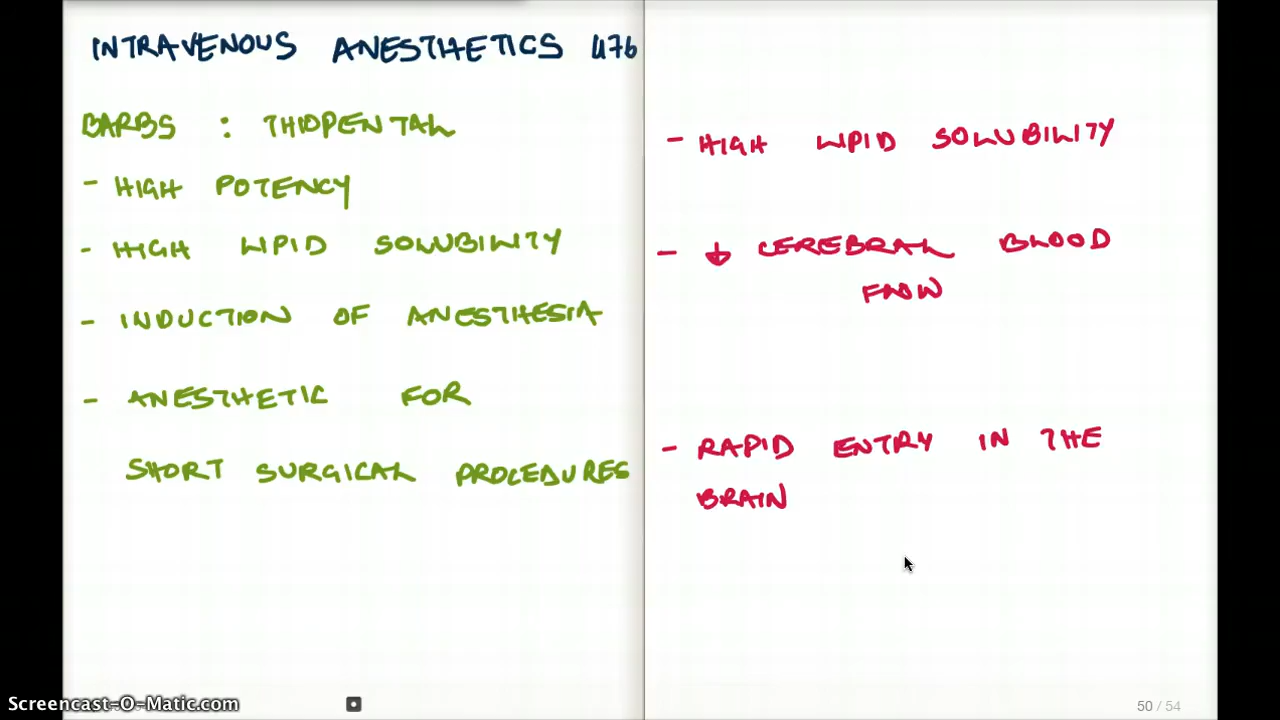 INTRAVENOUS ANESTHETICS 476
BARBS : THIOPENTAL
- HIGH POTENCY
- HIGH LIPID SOLUBILITY
- INDUCTION OF ANESTHESIA
- ANESTHETIC FOR
SHORT SURGICAL PROCEDURES
- HIGH LIPID SOLUBILITY
- ↓ CEREBRAL BLOOD
FLOW
- RAPID ENTRY IN THE
BRAIN
Screencast-O-Matic.com
50 / 54